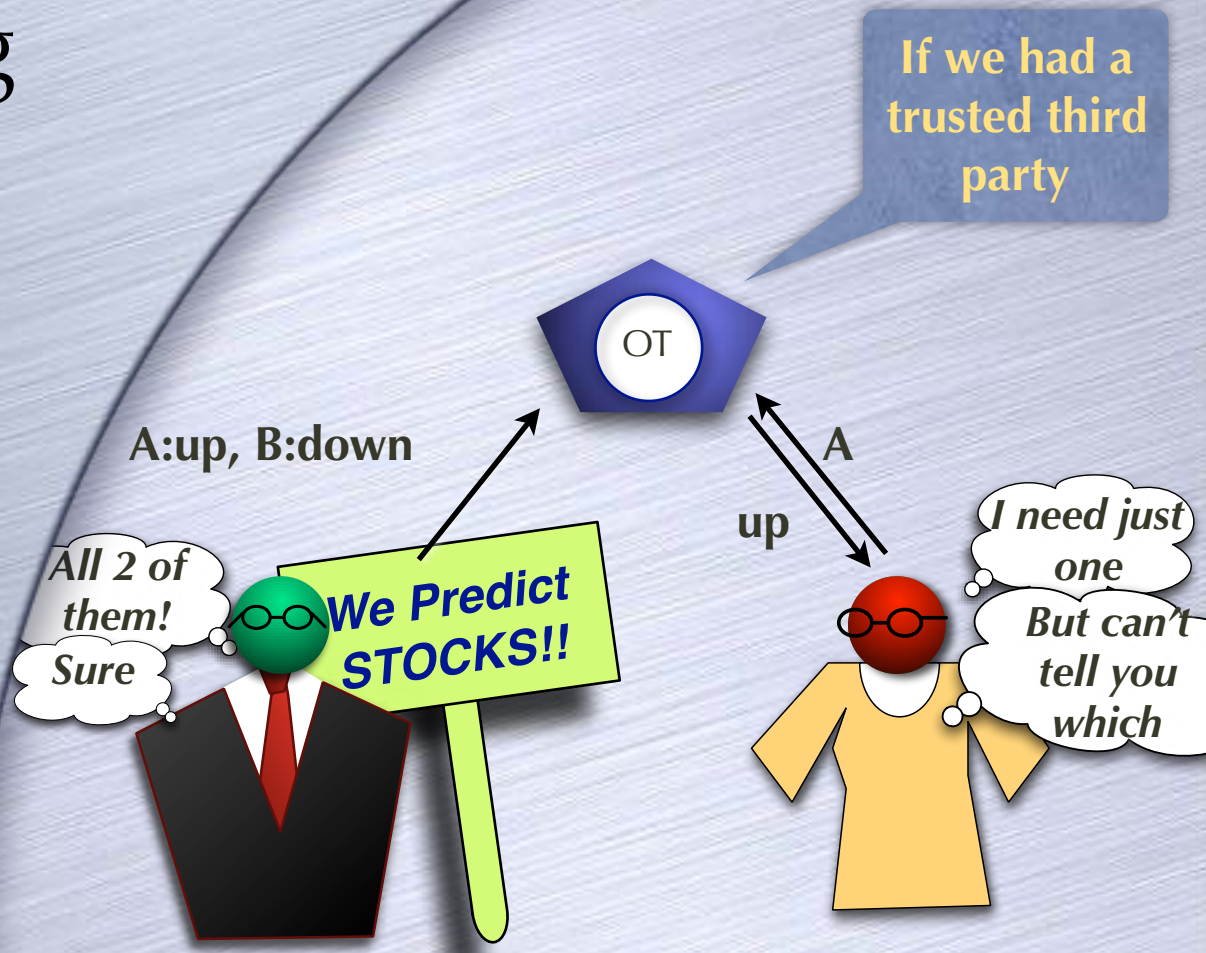 g
If we had a
trusted third
party
OT
A:up, B:down
A
up
All 2 of
them!
Sure
We Predict
STOCKS!!
I need just
one
But can't
tell you
which